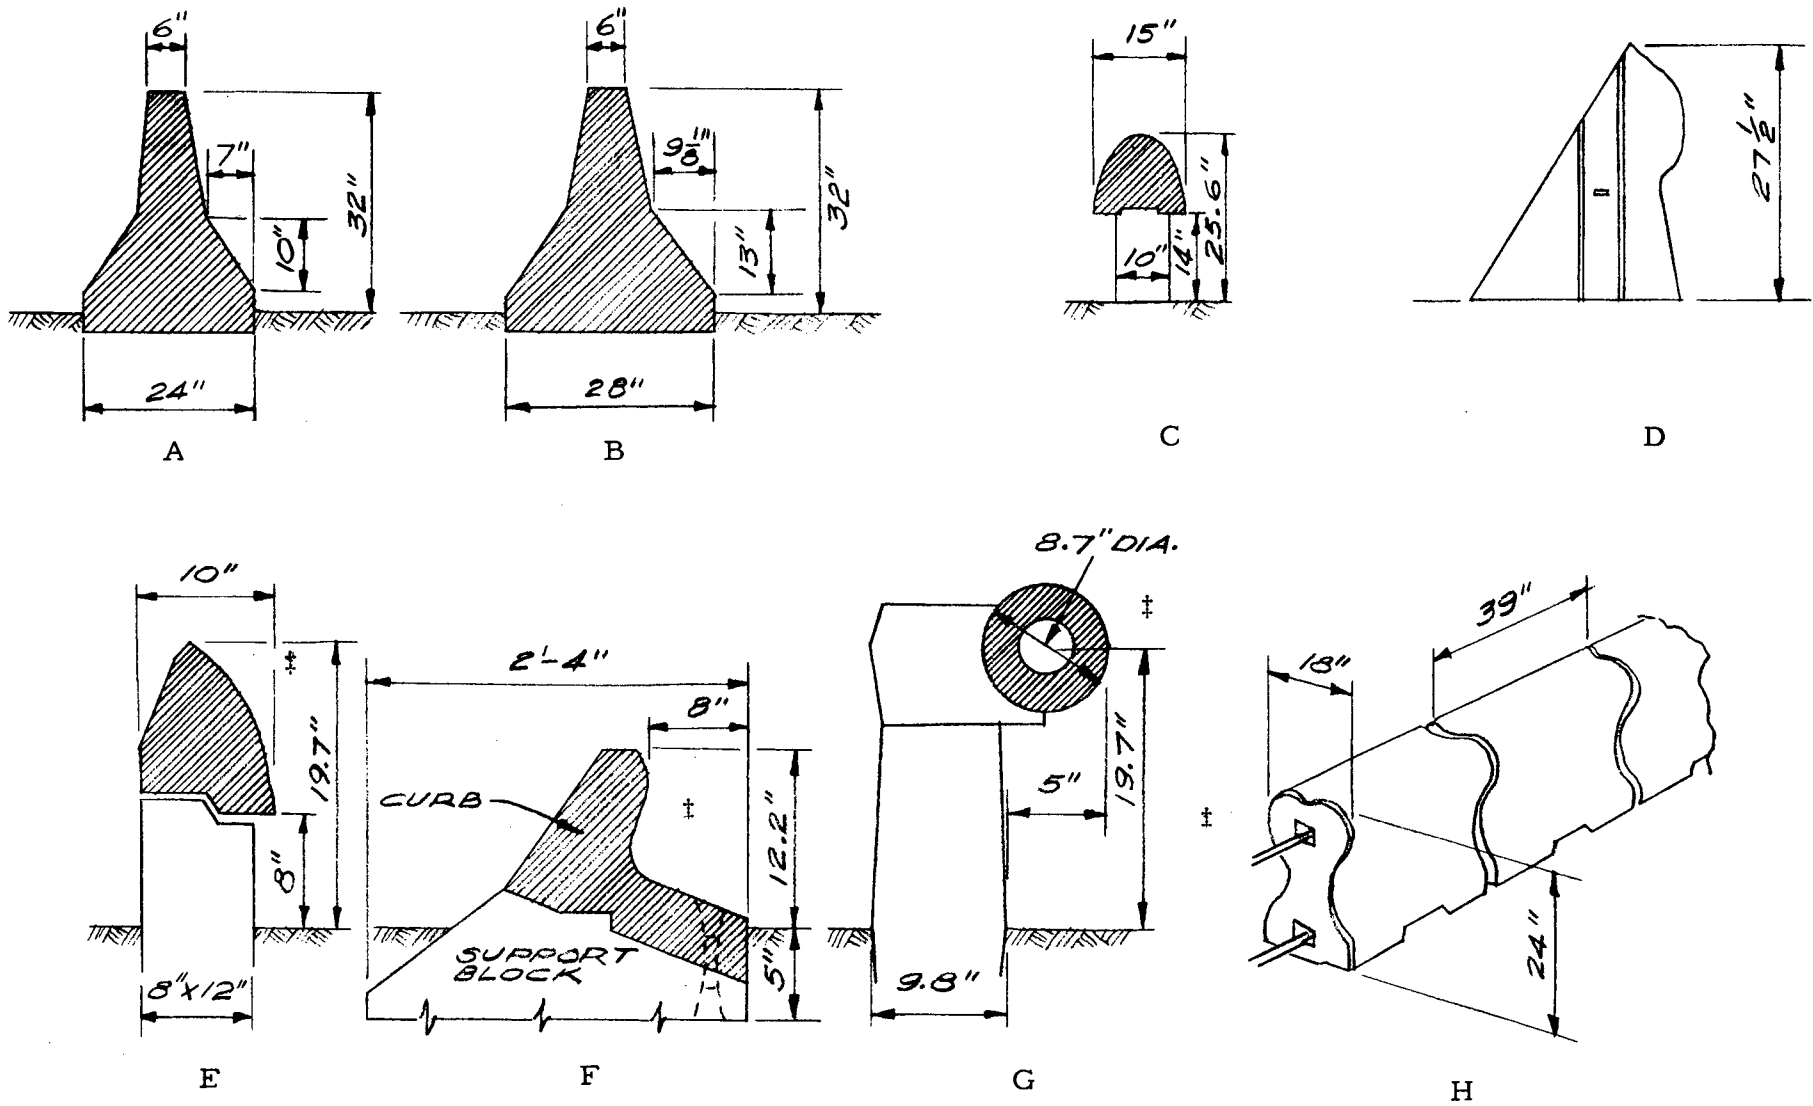 6"
7"
10"
32"
24"
A
6"
9 1/8"
13"
32"
28"
B
15"
10"
14"
25.6"
C
27 1/2"
D
10"
‡
19.7"
8"
8"x12"
E
2'-4"
8"
CURB
‡
12.2"
SUPPORT
BLOCK
5"
F
8.7" DIA.
‡
5"
19.7"
9.8"
G
39"
18"
‡
24"
H